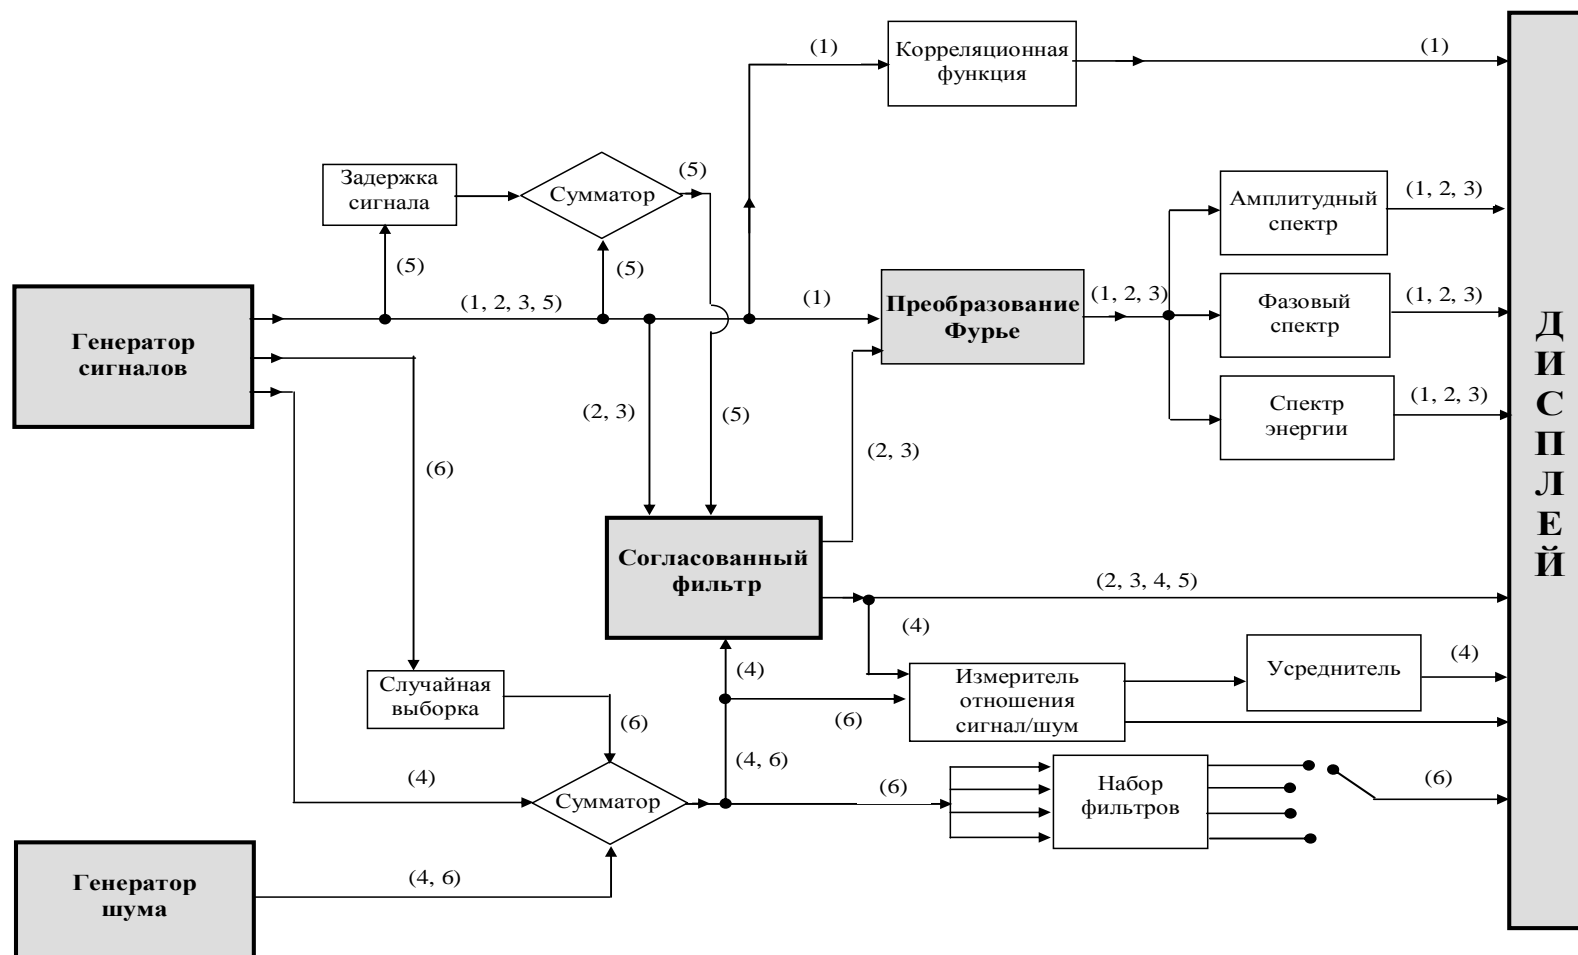 (1)
Корреляционная
функция
(1)
Задержка
сигнала
Сумматор
(5)
Амплитудный
спектр
(1, 2, 3)
(5)
(5)
(1, 2, 3, 5)
(1)
Преобразование
Фурье
(1, 2, 3)
Фазовый
спектр
(1, 2, 3)
Генератор
сигналов
(2, 3)
(5)
Спектр
энергии
(1, 2, 3)
(6)
(2, 3)
Согласованный
фильтр
(2, 3, 4, 5)
(4)
Случайная
выборка
(6)
(4)
(6)
Измеритель
отношения
сигнал/шум
Усреднитель
(4)
(4, 6)
(4)
Сумматор
(6)
Набор
фильтров
(6)
Генератор
шума
(4, 6)
Д
И
С
П
Л
Е
Й